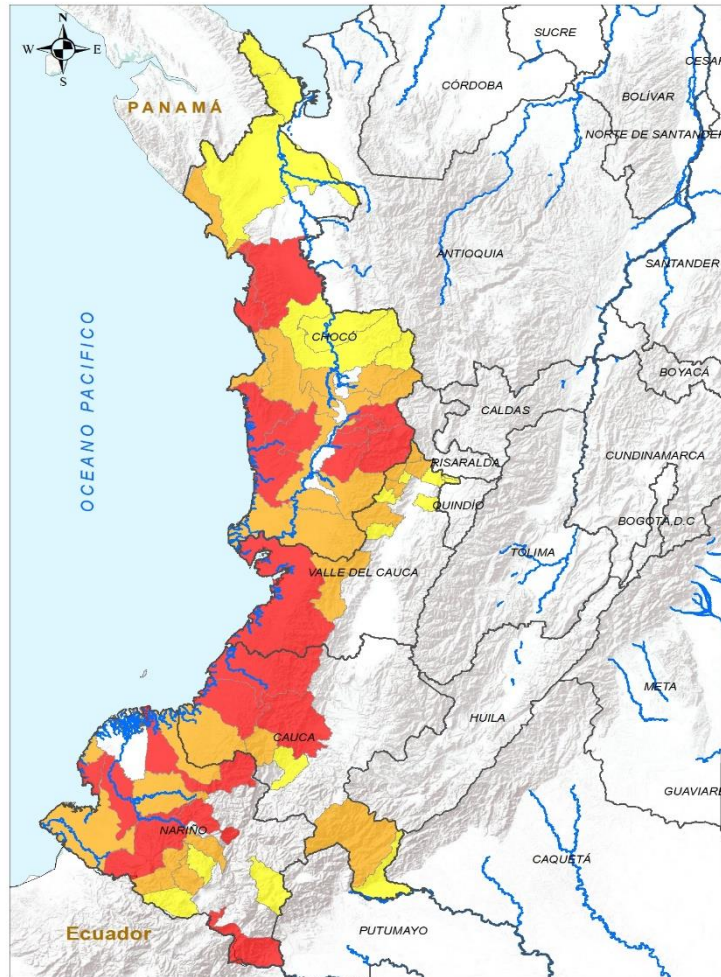 N
W E
S
SUCRE
CESAR
CÓRDOBA
BOLÍVAR
PANAMÁ
NORTE DE SANTANDER
ANTIOQUIA
SANTANDER
OCEANO PACIFICO
CHOCÓ
BOYACÁ
CALDAS
CUNDINAMARCA
RISARALDA
QUINDÍO
BOGOTÁ, D.C
TOLIMA
VALLE DEL CAUCA
META
HUILA
CAUCA
GUAVIARE
NARIÑO
CAQUETÁ
Ecuador
PUTUMAYO